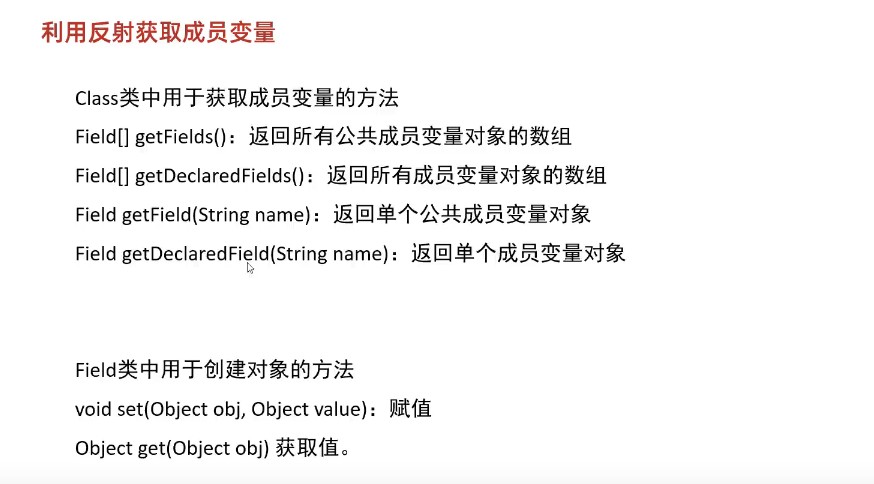 利用反射获取成员变量
Class类中用于获取成员变量的方法
Field[] getFields()：返回所有公共成员变量对象的数组
Field[] getDeclaredFields()：返回所有成员变量对象的数组
Field getField(String name)：返回单个公共成员变量对象
Field getDeclaredField(String name)：返回单个成员变量对象
Field类中用于创建对象的方法
void set(Object obj, Object value)：赋值
Object get(Object obj) 获取值。